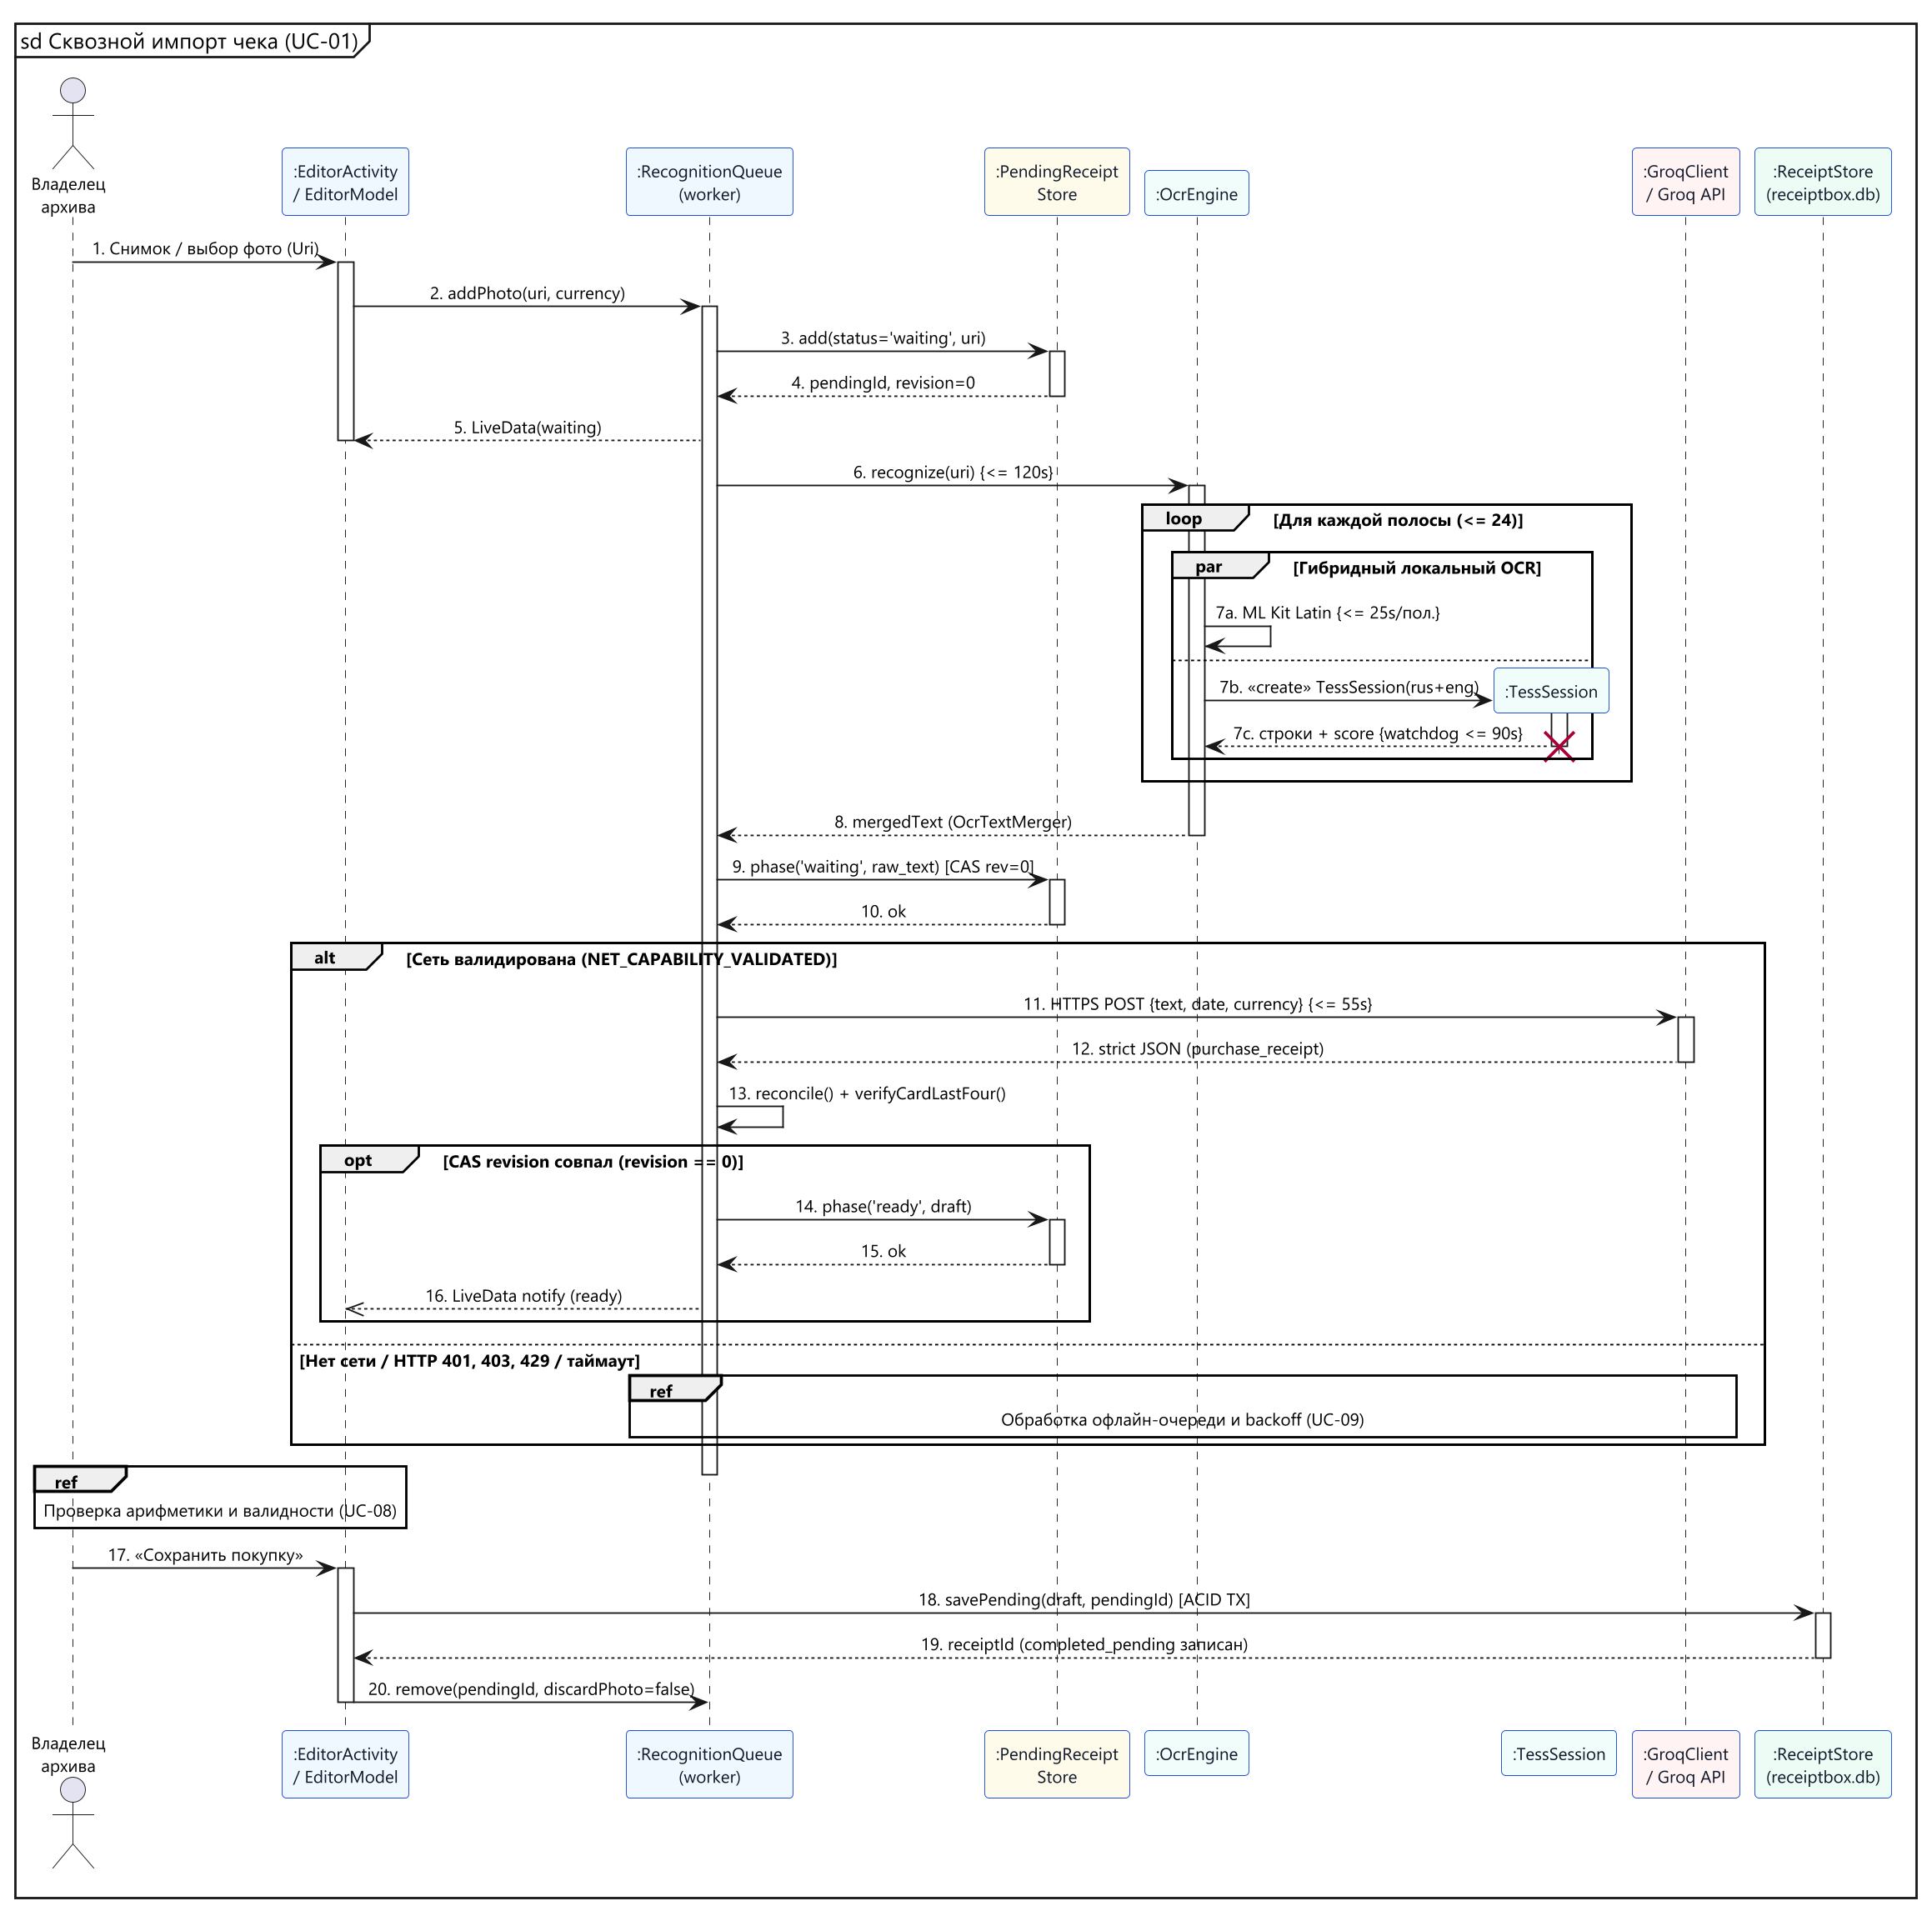 sd Сквозной импорт чека (UC-01)
Владелец
архива
:EditorActivity
/ EditorModel
:RecognitionQueue
(worker)
:PendingReceipt
Store
:OcrEngine
:GroqClient
/ Groq API
:ReceiptStore
(receiptbox.db)
1. Снимок / выбор фото (Uri)
2. addPhoto(uri, currency)
3. add(status='waiting', uri)
4. pendingId, revision=0
5. LiveData(waiting)
6. recognize(uri) {<= 120s}
loop [Для каждой полосы (<= 24)]
par [Гибридный локальный OCR]
7a. ML Kit Latin {<= 25s/пол.}
7b. «create» TessSession(rus+eng)
:TessSession
7c. строки + score {watchdog <= 90s}
8. mergedText (OcrTextMerger)
9. phase('waiting', raw_text) [CAS rev=0]
10. ok
alt [Сеть валидирована (NET_CAPABILITY_VALIDATED)]
11. HTTPS POST {text, date, currency} {<= 55s}
12. strict JSON (purchase_receipt)
13. reconcile() + verifyCardLastFour()
opt [CAS revision совпал (revision == 0)]
14. phase('ready', draft)
15. ok
16. LiveData notify (ready)
[Нет сети / HTTP 401, 403, 429 / таймаут]
ref
Обработка офлайн-очереди и backoff (UC-09)
ref
Проверка арифметики и валидности (UC-08)
17. «Сохранить покупку»
18. savePending(draft, pendingId) [ACID TX]
19. receiptId (completed_pending записан)
20. remove(pendingId, discardPhoto=false)
Владелец
архива
:EditorActivity
/ EditorModel
:RecognitionQueue
(worker)
:PendingReceipt
Store
:OcrEngine
:TessSession
:GroqClient
/ Groq API
:ReceiptStore
(receiptbox.db)